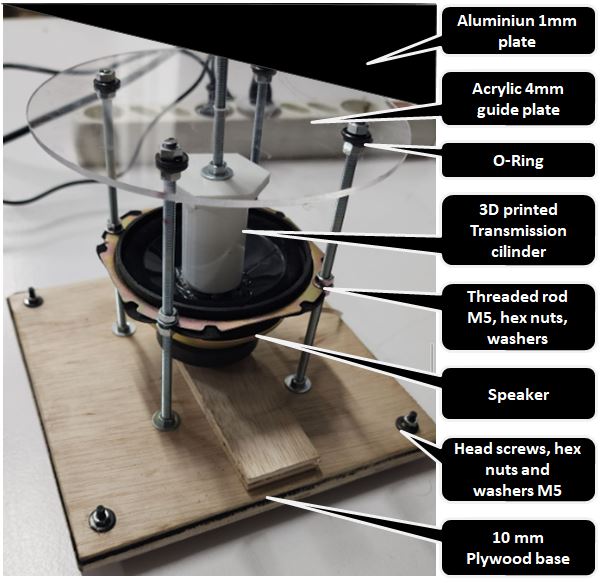 Aluminiun 1mm
plate
Acrylic 4mm
guide plate
O-Ring
3D printed
Transmission
cilinder
Threaded rod
M5, hex nuts,
washers
Speaker
Head screws, hex
nuts and
washers M5
10 mm
Plywood base